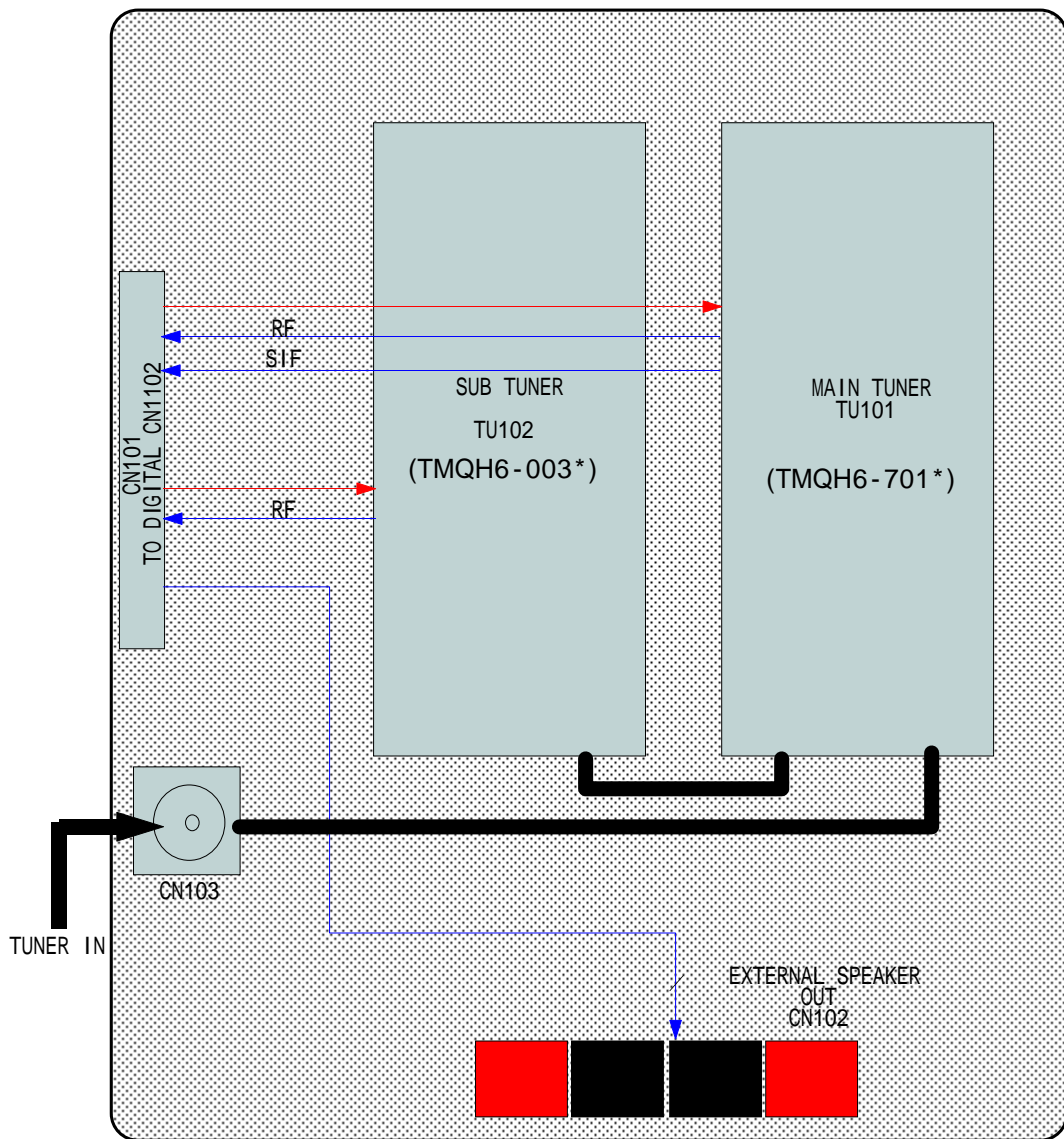 RF
SIF
SUB TUNER
TU102
(TMQH6-003*)
MAIN TUNER
TU101
(TMQH6-701*)
CN101
TO DIGITAL CN1102
RF
CN103
TUNER IN
EXTERNAL SPEAKER
OUT
CN102